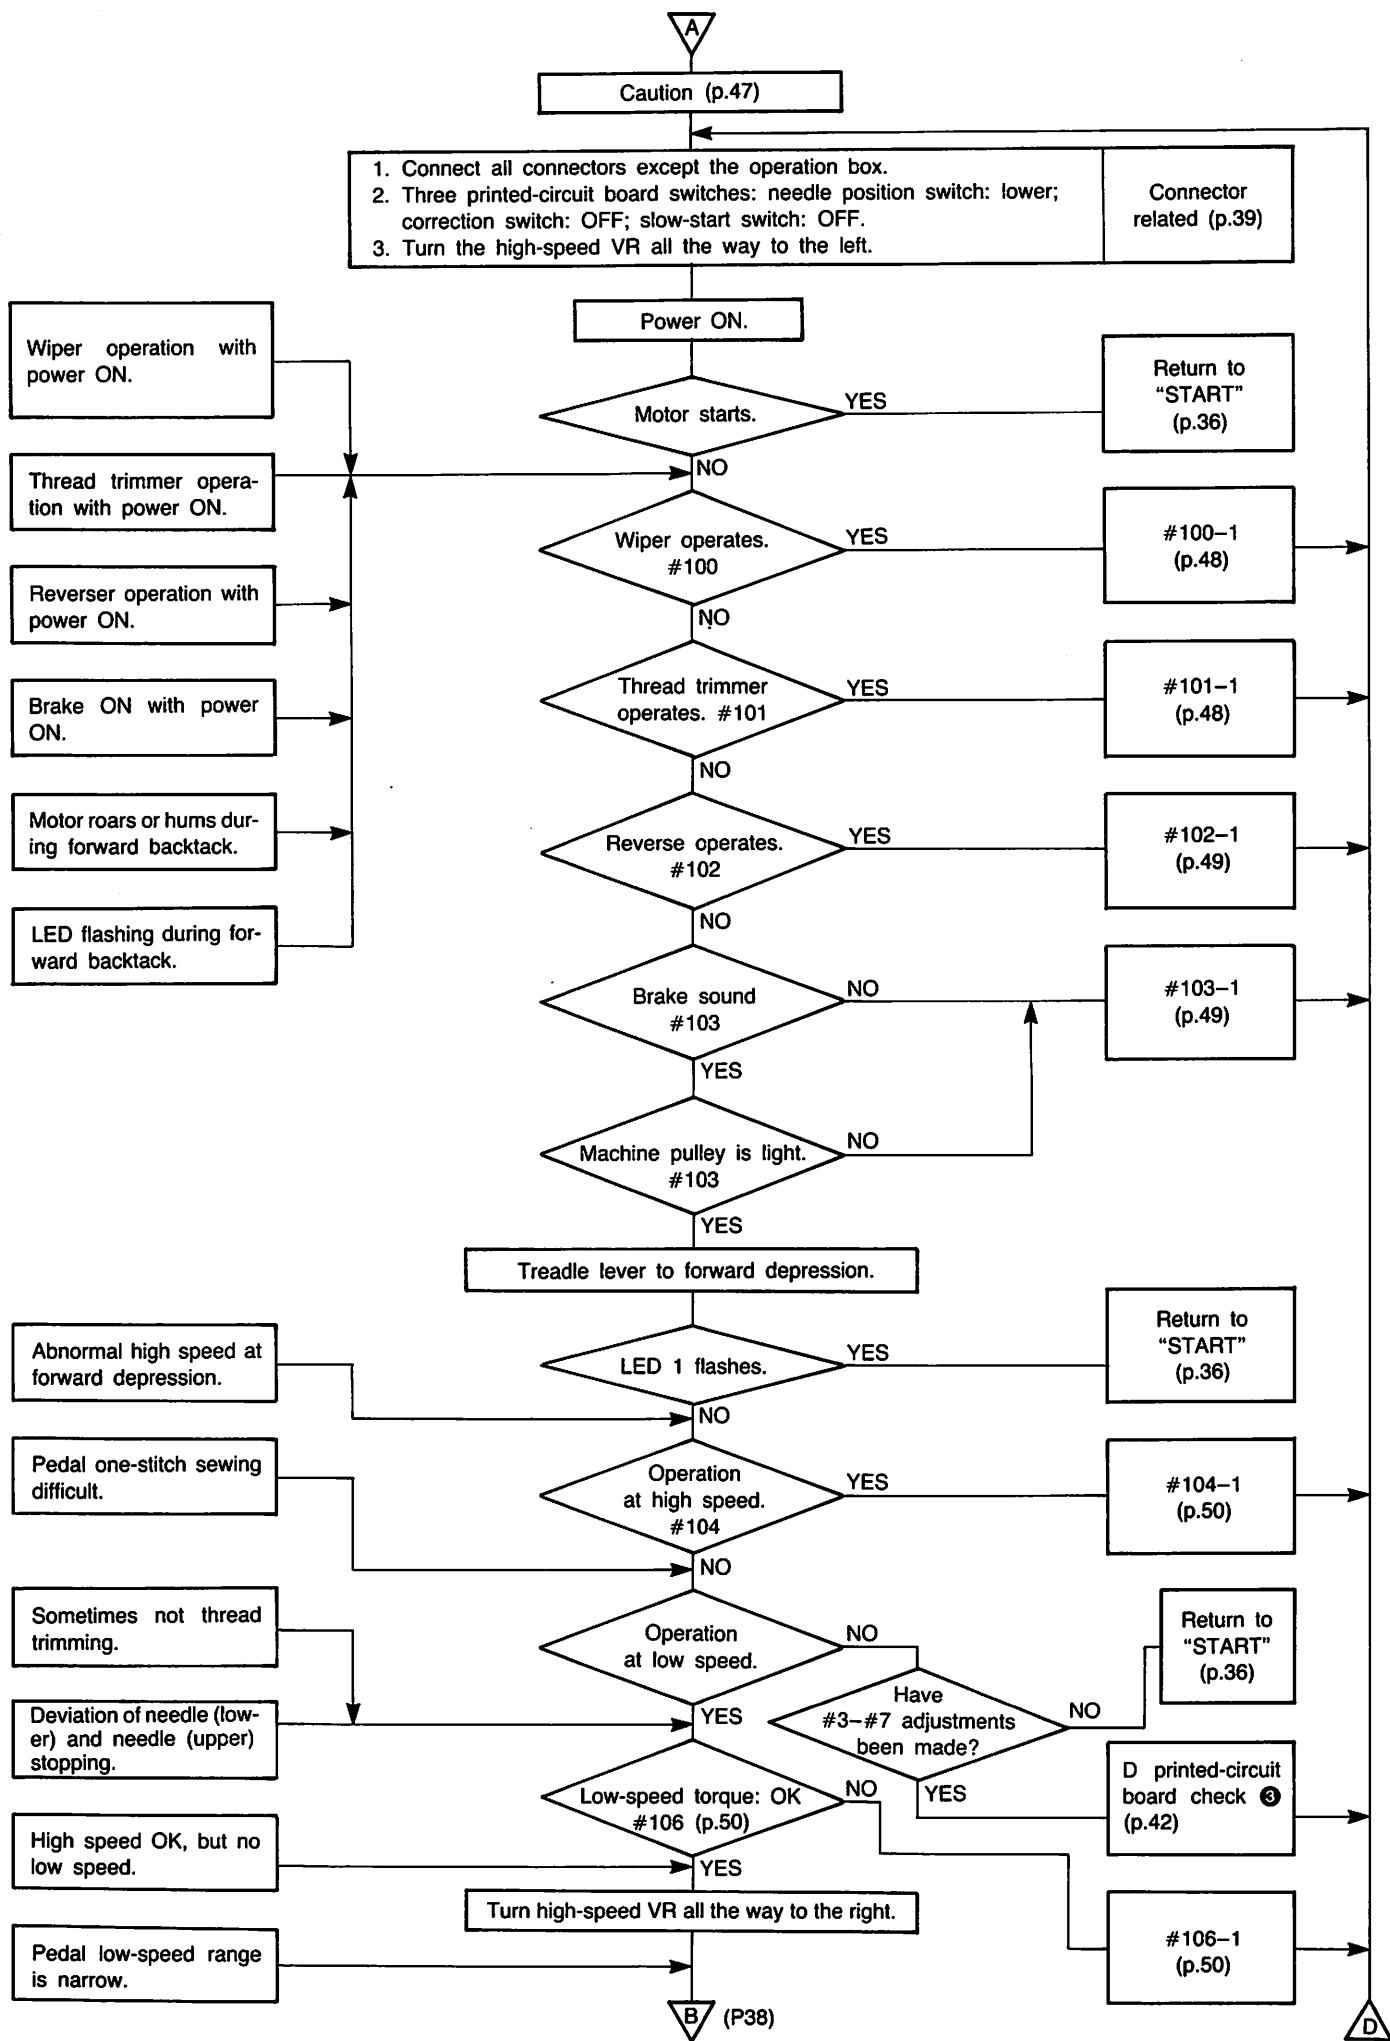 A
Caution (p.47)
1. Connect all connectors except the operation box.
2. Three printed-circuit board switches: needle position switch: lower;
correction switch: OFF; slow-start switch: OFF.
3. Turn the high-speed VR all the way to the left.
Connector
related (p.39)
Power ON.
Wiper operation with
power ON.
Motor starts.
YES
Return to
“START”
(p.36)
NO
Thread trimmer opera-
tion with power ON.
Wiper operates.
#100
YES
#100–1
(p.48)
Reverser operation with
power ON.
NO
Thread trimmer
operates. #101
YES
#101–1
(p.48)
Brake ON with power
ON.
NO
Motor roars or hums dur-
ing forward backtack.
Reverse operates.
#102
YES
#102–1
(p.49)
LED flashing during for-
ward backtack.
NO
Brake sound
#103
NO
#103–1
(p.49)
YES
Machine pulley is light.
#103
NO
YES
Treadle lever to forward depression.
Abnormal high speed at
forward depression.
LED 1 flashes.
YES
Return to
“START”
(p.36)
NO
Pedal one-stitch sewing
difficult.
Operation
at high speed.
#104
YES
#104–1
(p.50)
NO
Sometimes not thread
trimming.
Operation
at low speed.
NO
Return to
“START”
(p.36)
Have
#3–#7 adjustments
been made?
NO
YES
Deviation of needle (low-
er) and needle (upper)
stopping.
YES
D printed-circuit
board check ❸
(p.42)
Low-speed torque: OK
#106 (p.50)
NO
High speed OK, but no
low speed.
YES
Turn high-speed VR all the way to the right.
#106–1
(p.50)
Pedal low-speed range
is narrow.
B (P38)
D